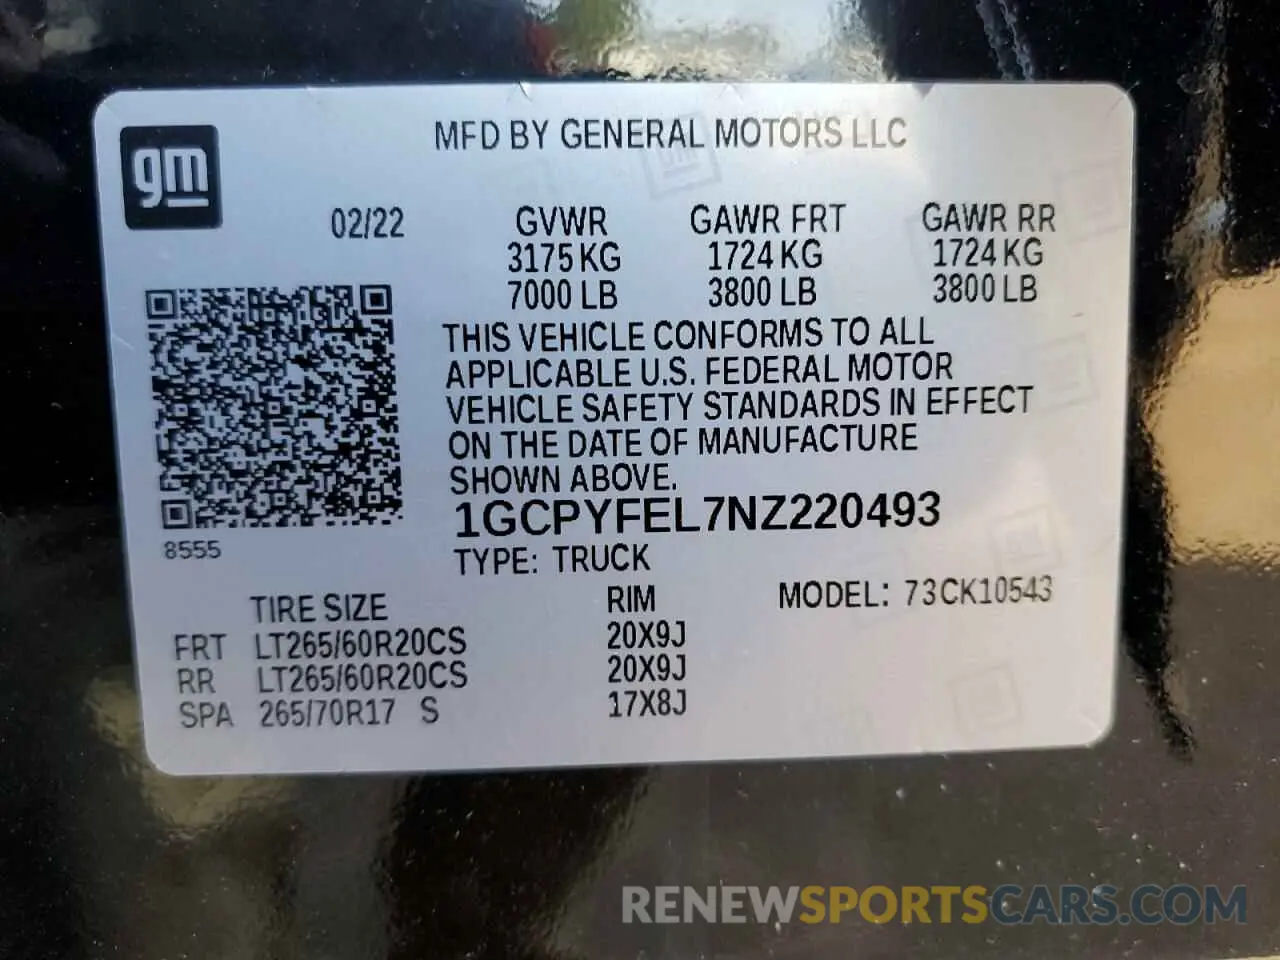 MFD BY GENERAL MOTORS LLC
gm
02/22 GVWR GAWR FRT GAWR RR
3175 KG 1724 KG 1724 KG
7000 LB 3800 LB 3800 LB
THIS VEHICLE CONFORMS TO ALL
APPLICABLE U.S. FEDERAL MOTOR
VEHICLE SAFETY STANDARDS IN EFFECT
ON THE DATE OF MANUFACTURE
SHOWN ABOVE.
1GCPYFEL7NZ220493
8555
TYPE: TRUCK
TIRE SIZE RIM MODEL: 73CK10543
FRT LT265/60R20CS 20X9J
RR LT265/60R20CS 20X9J
SPA 265/70R17 S 17X8J
RENEWSPORTSCARS.COM